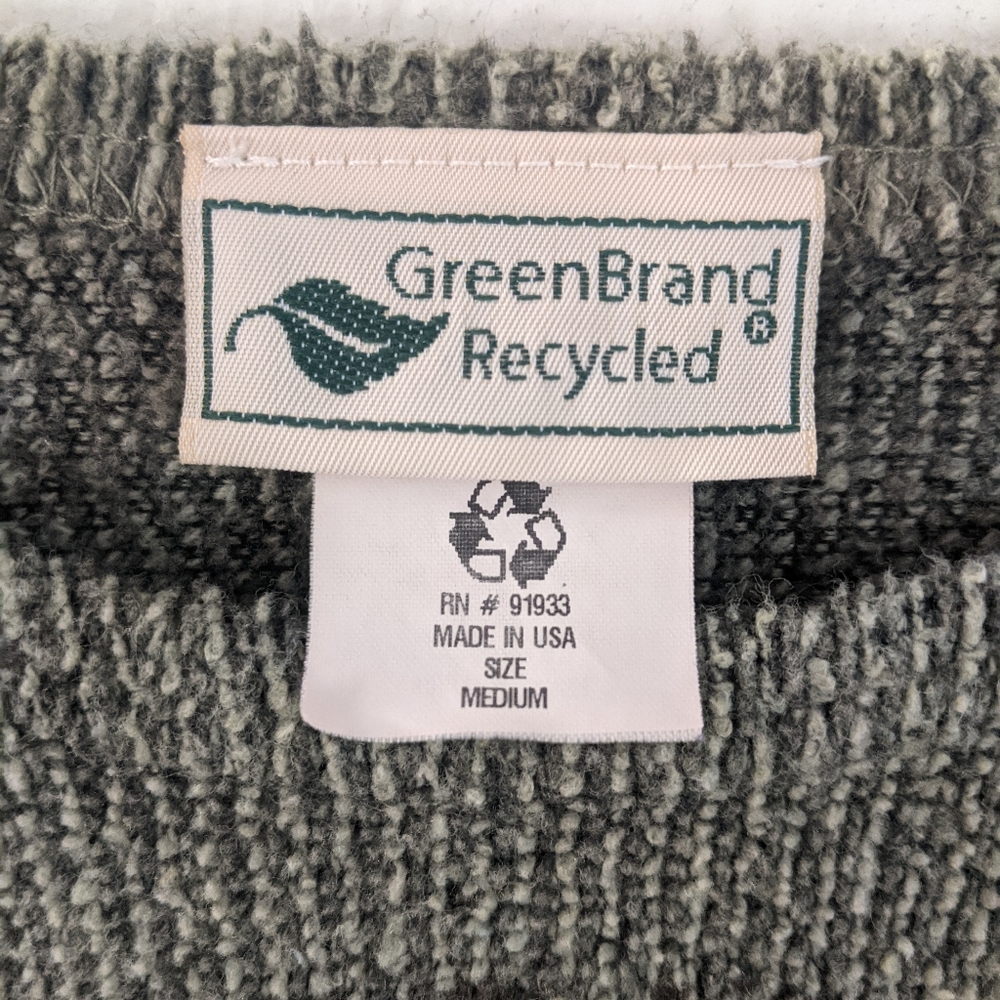 GreenBrand
Recycled ®
RN # 91933
MADE IN USA
SIZE
MEDIUM